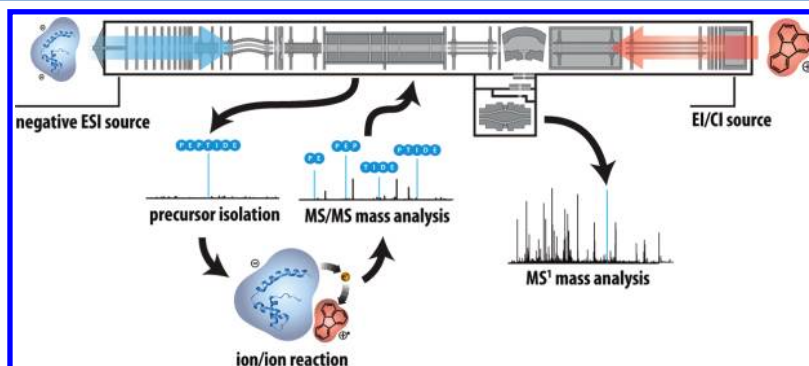 negative ESI source
EI/CI source
PEPTIDE
PE
PEP
TIDE
PTIDE
precursor isolation
MS/MS mass analysis
MS¹ mass analysis
ion/ion reaction